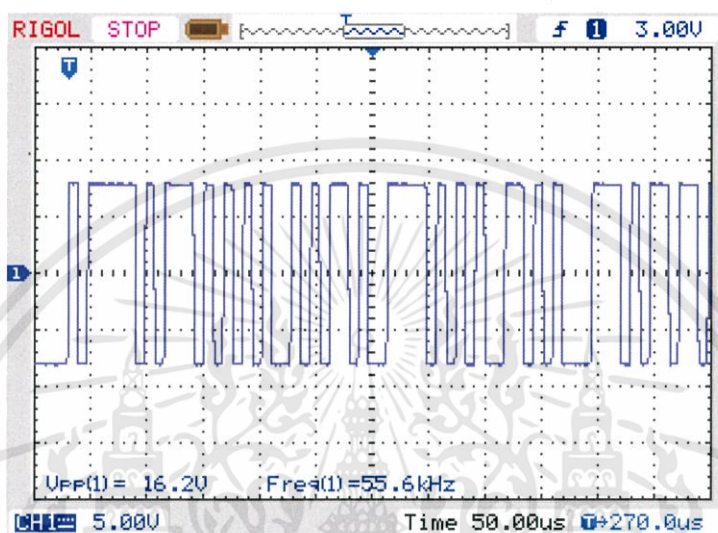 RIGOL STOP T f 1 3.00V
T
1
Vpp(1)= 16.2V Freq(1)=55.6kHz
CH1 5.00V Time 50.00us T→270.0us